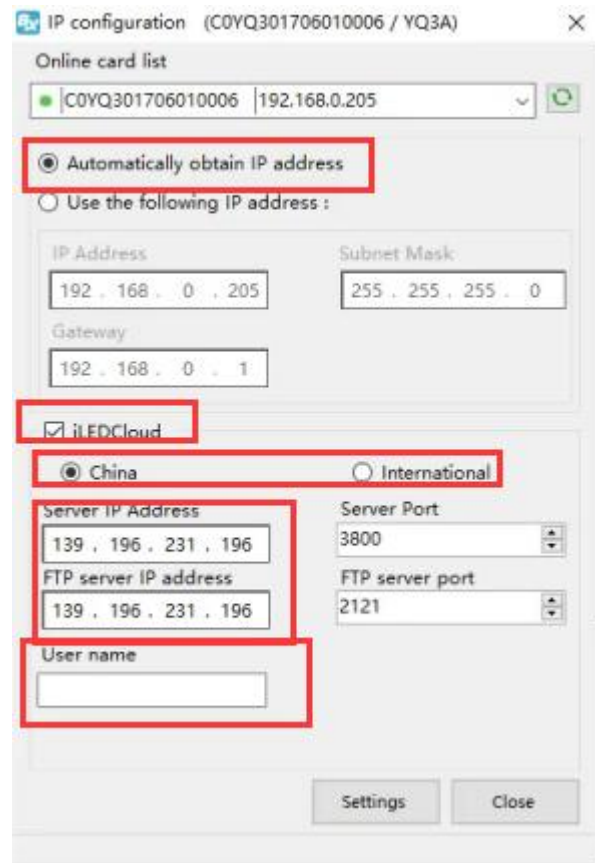 IP configuration (C0YQ301706010006 / YQ3A)
Online card list
C0YQ301706010006 192.168.0.205
Automatically obtain IP address
Use the following IP address :
IP Address Subnet Mask
192 . 168 . 0 . 205 255 . 255 . 255 . 0
Gateway
192 . 168 . 0 . 1
iLEDCloud
China International
Server IP Address Server Port
139 . 196 . 231 . 196 3800
FTP server IP address FTP server port
139 . 196 . 231 . 196 2121
User name
Settings Close